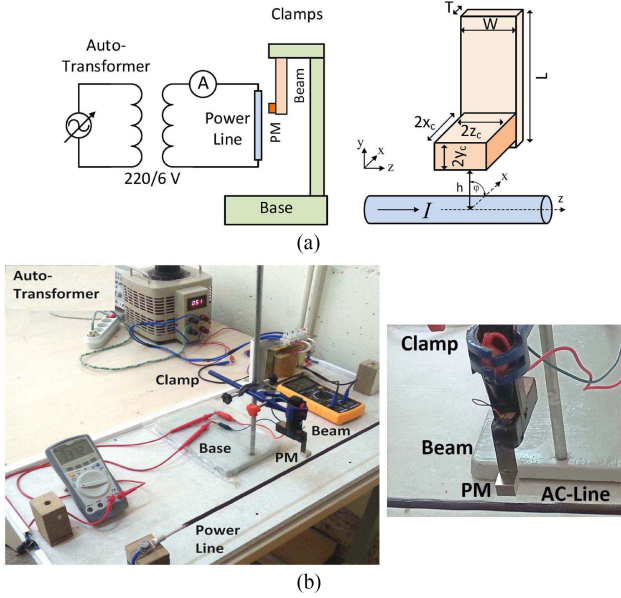 Clamps
Auto-
Transformer
A
Power
Line
PM
Beam
220/6 V
Base
T
W
L
2xc
2zc
2yc
y
x
z
h
φ
x
I
z
(a)
Auto-
Transformer
Clamp
Base
Beam
PM
Power
Line
Clamp
Beam
PM
AC-Line
(b)